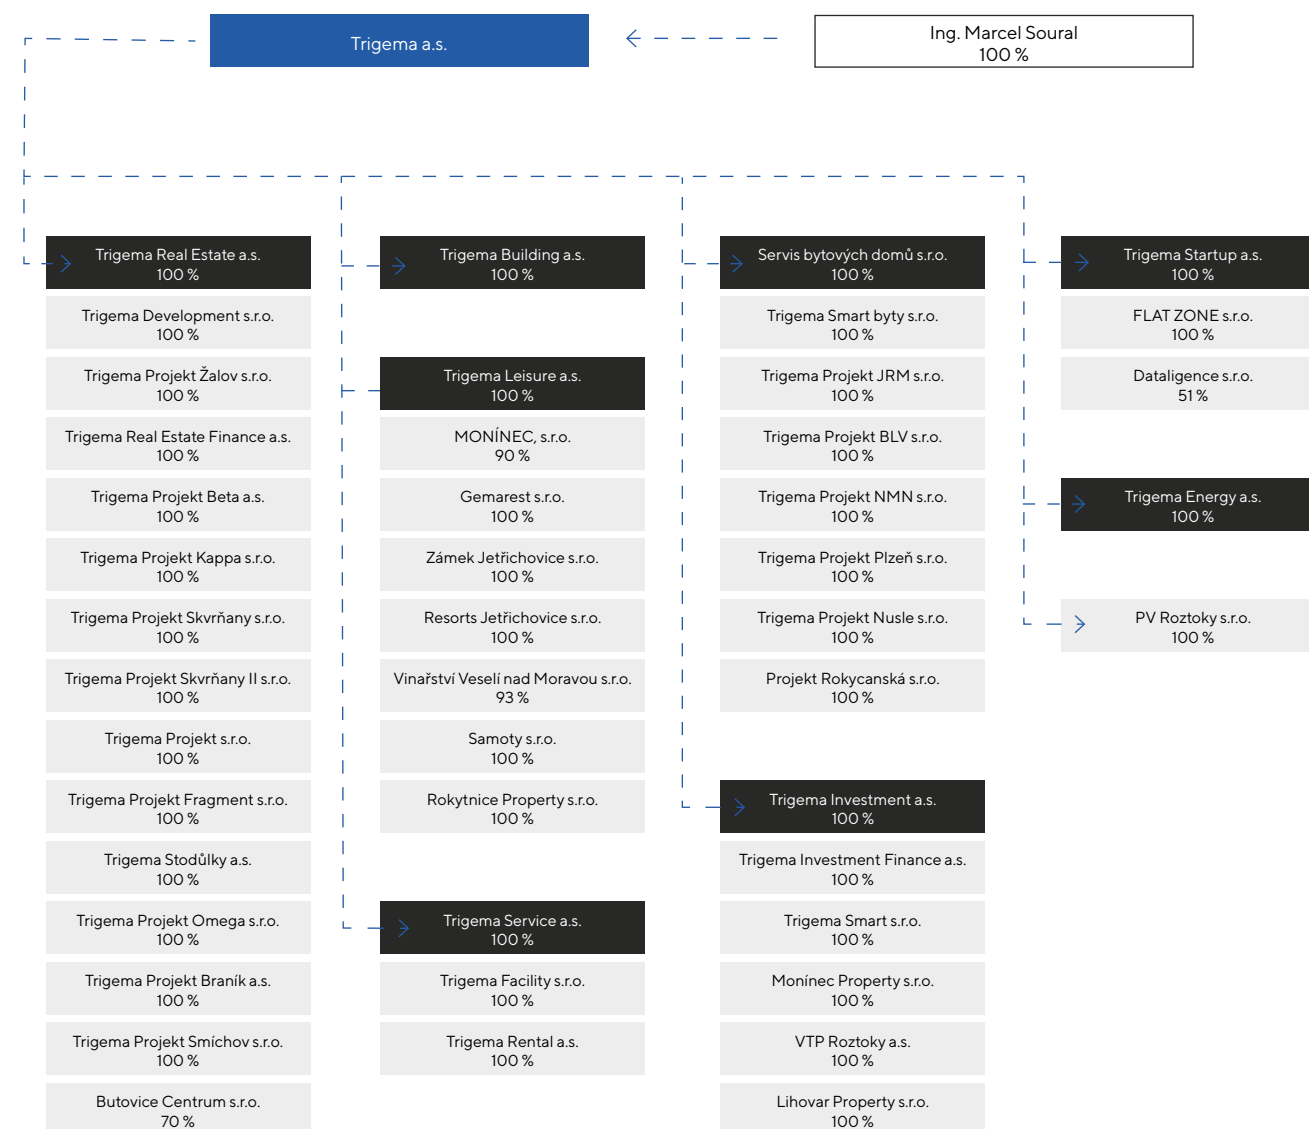 Trigema a.s.
Ing. Marcel Soural
100 %
Trigema Real Estate a.s.
100 %
Trigema Development s.r.o.
100 %
Trigema Projekt Žalov s.r.o.
100 %
Trigema Real Estate Finance a.s.
100 %
Trigema Projekt Beta a.s.
100 %
Trigema Projekt Kappa s.r.o.
100 %
Trigema Projekt Skvrňany s.r.o.
100 %
Trigema Projekt Skvrňany II s.r.o.
100 %
Trigema Projekt s.r.o.
100 %
Trigema Projekt Fragment s.r.o.
100 %
Trigema Stodůlky a.s.
100 %
Trigema Projekt Omega s.r.o.
100 %
Trigema Projekt Braník a.s.
100 %
Trigema Projekt Smíchov s.r.o.
100 %
Butovice Centrum s.r.o.
70 %
Trigema Building a.s.
100 %
Trigema Leisure a.s.
100 %
MONÍNEC, s.r.o.
90 %
Gemarest s.r.o.
100 %
Zámek Jetřichovice s.r.o.
100 %
Resorts Jetřichovice s.r.o.
100 %
Vinařství Veselí nad Moravou s.r.o.
93 %
Samoty s.r.o.
100 %
Rokytnice Property s.r.o.
100 %
Trigema Service a.s.
100 %
Trigema Facility s.r.o.
100 %
Trigema Rental a.s.
100 %
Servis bytových domů s.r.o.
100 %
Trigema Smart byty s.r.o.
100 %
Trigema Projekt JRM s.r.o.
100 %
Trigema Projekt BLV s.r.o.
100 %
Trigema Projekt NMN s.r.o.
100 %
Trigema Projekt Plzeň s.r.o.
100 %
Trigema Projekt Nusle s.r.o.
100 %
Projekt Rokycanská s.r.o.
100 %
Trigema Investment a.s.
100 %
Trigema Investment Finance a.s.
100 %
Trigema Smart s.r.o.
100 %
Monínec Property s.r.o.
100 %
VTP Roztoky a.s.
100 %
Lihovar Property s.r.o.
100 %
Trigema Startup a.s.
100 %
FLAT ZONE s.r.o.
100 %
Dataligence s.r.o.
51 %
Trigema Energy a.s.
100 %
PV Roztoky s.r.o.
100 %